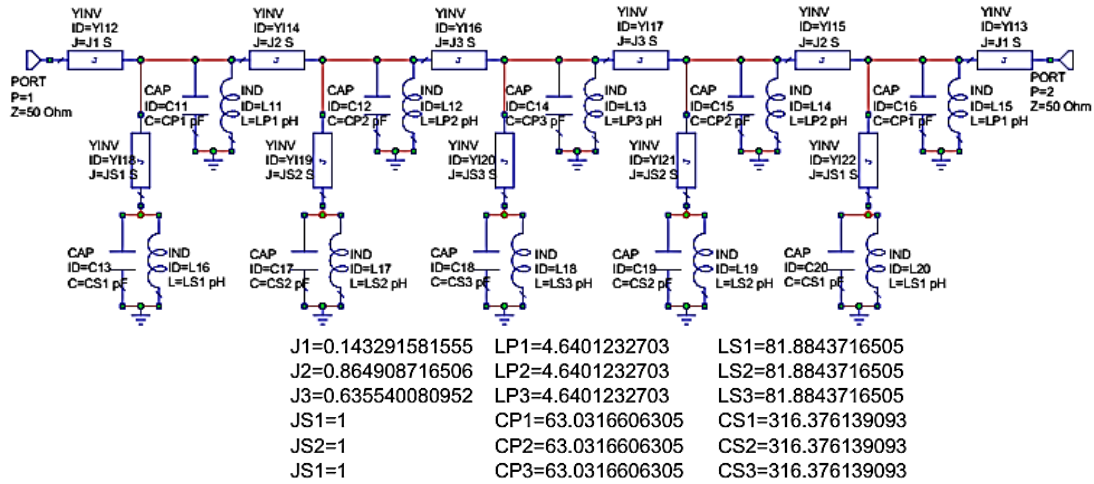 YINV
ID=YI12
J=J1 S
YINV
ID=YI14
J=J2 S
YINV
ID=YI16
J=J3 S
YINV
ID=YI17
J=J3 S
YINV
ID=YI15
J=J2 S
YINV
ID=YI13
J=J1 S
PORT
P=1
Z=50 Ohm
CAP
ID=C11
C=CP1 pF
IND
ID=L11
L=LP1 pH
CAP
ID=C12
C=CP2 pF
IND
ID=L12
L=LP2 pH
CAP
ID=C14
C=CP3 pF
IND
ID=L13
L=LP3 pH
CAP
ID=C15
C=CP2 pF
IND
ID=L14
L=LP2 pH
CAP
ID=C16
C=CP1 pF
IND
ID=L15
L=LP1 pH
PORT
P=2
Z=50 Ohm
YINV
ID=YI18
J=JS1 S
YINV
ID=YI19
J=JS2 S
YINV
ID=YI20
J=JS3 S
YINV
ID=YI21
J=JS2 S
YINV
ID=YI22
J=JS1 S
CAP
ID=C13
C=CS1 pF
IND
ID=L16
L=LS1 pH
CAP
ID=C17
C=CS2 pF
IND
ID=L17
L=LS2 pH
CAP
ID=C18
C=CS3 pF
IND
ID=L18
L=LS3 pH
CAP
ID=C19
C=CS2 pF
IND
ID=L19
L=LS2 pH
CAP
ID=C20
C=CS1 pF
IND
ID=L20
L=LS1 pH
J J J J J J
J J J J J
J1=0.143291581555 LP1=4.6401232703 LS1=81.8843716505
J2=0.864908716506 LP2=4.6401232703 LS2=81.8843716505
J3=0.635540080952 LP3=4.6401232703 LS3=81.8843716505
JS1=1 CP1=63.0316606305 CS1=316.376139093
JS2=1 CP2=63.0316606305 CS2=316.376139093
JS1=1 CP3=63.0316606305 CS3=316.376139093